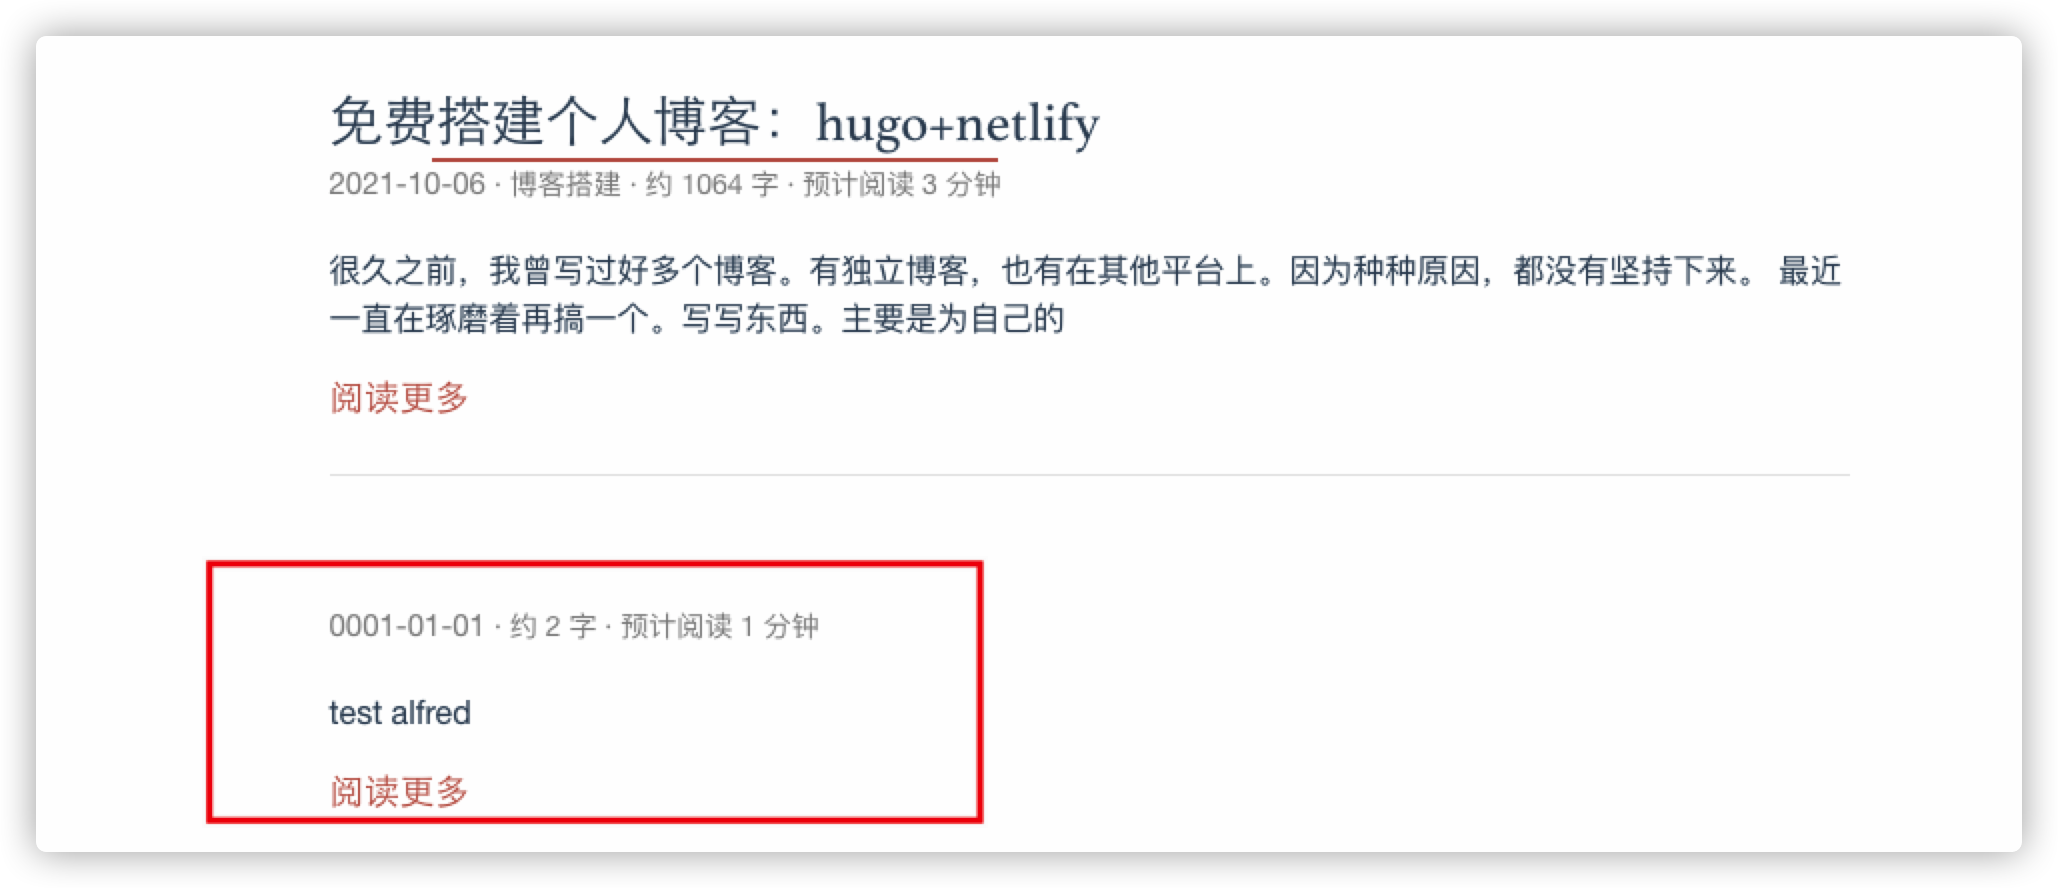 免费搭建个人博客：hugo+netlify
2021-10-06 · 博客搭建 · 约 1064 字 · 预计阅读 3 分钟
很久之前，我曾写过好多个博客。有独立博客，也有在其他平台上。因为种种原因，都没有坚持下来。 最近
一直在琢磨着再搞一个。写写东西。主要是为自己的
阅读更多
0001-01-01 · 约 2 字 · 预计阅读 1 分钟
test alfred
阅读更多